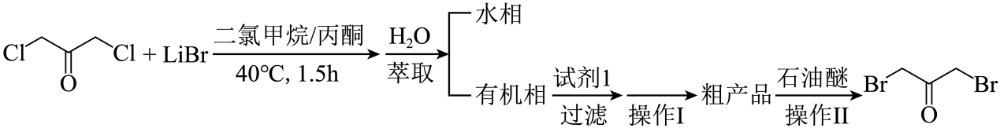 Cl Cl O + LiBr
二氯甲烷/丙酮
40℃, 1.5h
H₂O
萃取
水相
有机相
试剂1
过滤
操作I
粗产品
石油醚
操作II
Br Br O